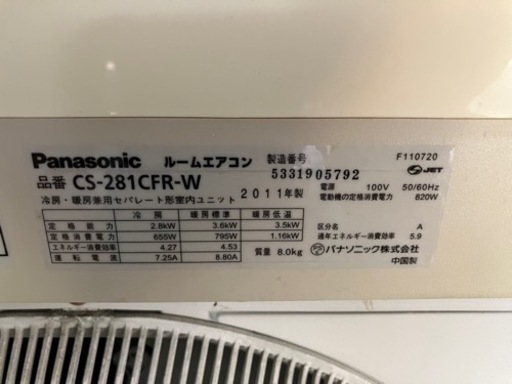 Panasonic ルームエアコン 製造番号 F110720
5331905792 JET
品番 CS-281CFR-W 2011年製 電源 100V 50/60Hz
冷房・暖房兼用セパレート形室内ユニット 電動機の定格消費電力 620W
冷房 暖房標準 暖房低温
定格能力 2.8kW 3.6kW 3.5kW 区分名 A
定格消費電力 655W 795W 1.16kW 通年エネルギー消費効率 5.9
エネルギー消費効率 4.27 4.53 質量 8.0kg パナソニック株式会社
運転電流 7.25A 8.80A 中国製